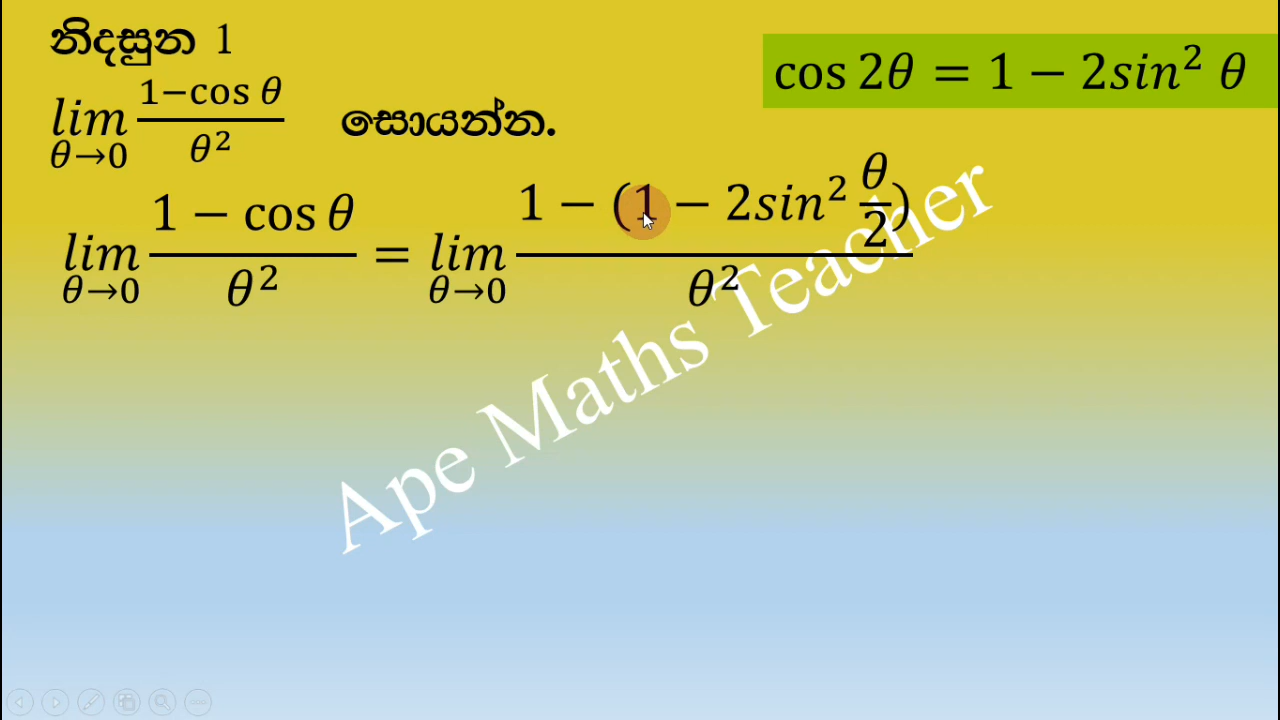 නිදසුන 1
cos 2θ = 1 − 2sin² θ
lim θ→0 (1−cos θ)/θ² සොයන්න.
lim θ→0 (1 − cos θ)/θ² = lim θ→0 (1 − (1 − 2sin² θ/2))/θ²
Ape Maths Teacher